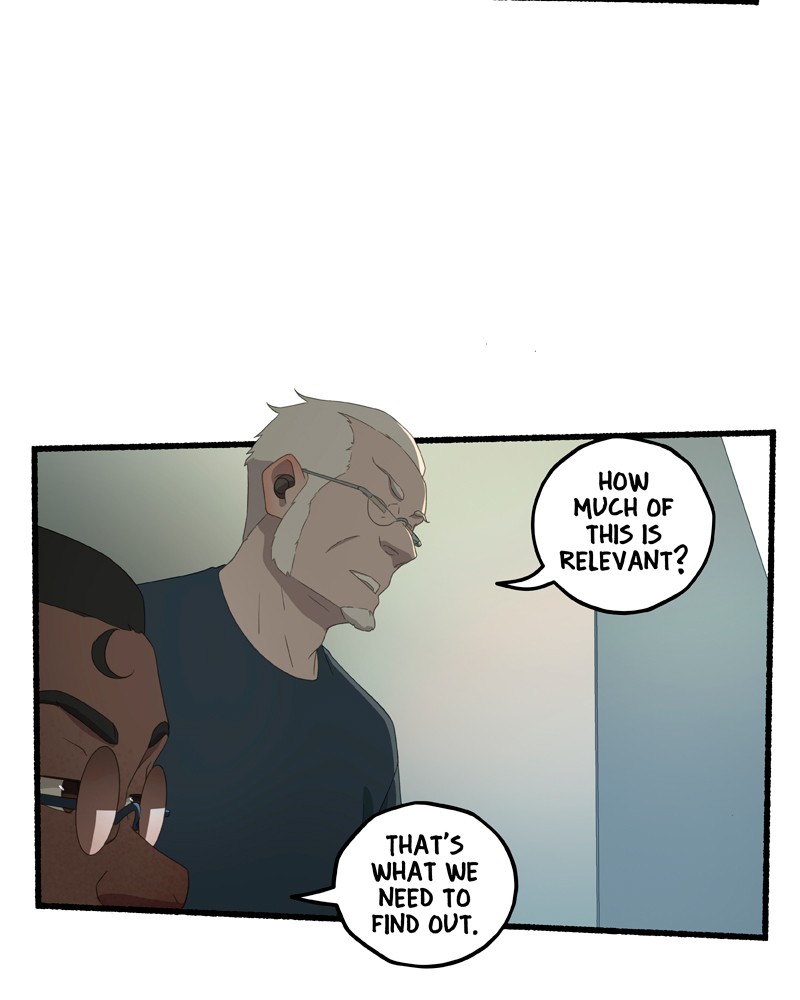 HOW
MUCH OF
THIS IS
RELEVANT?
THAT'S
WHAT WE
NEED TO
FIND OUT.